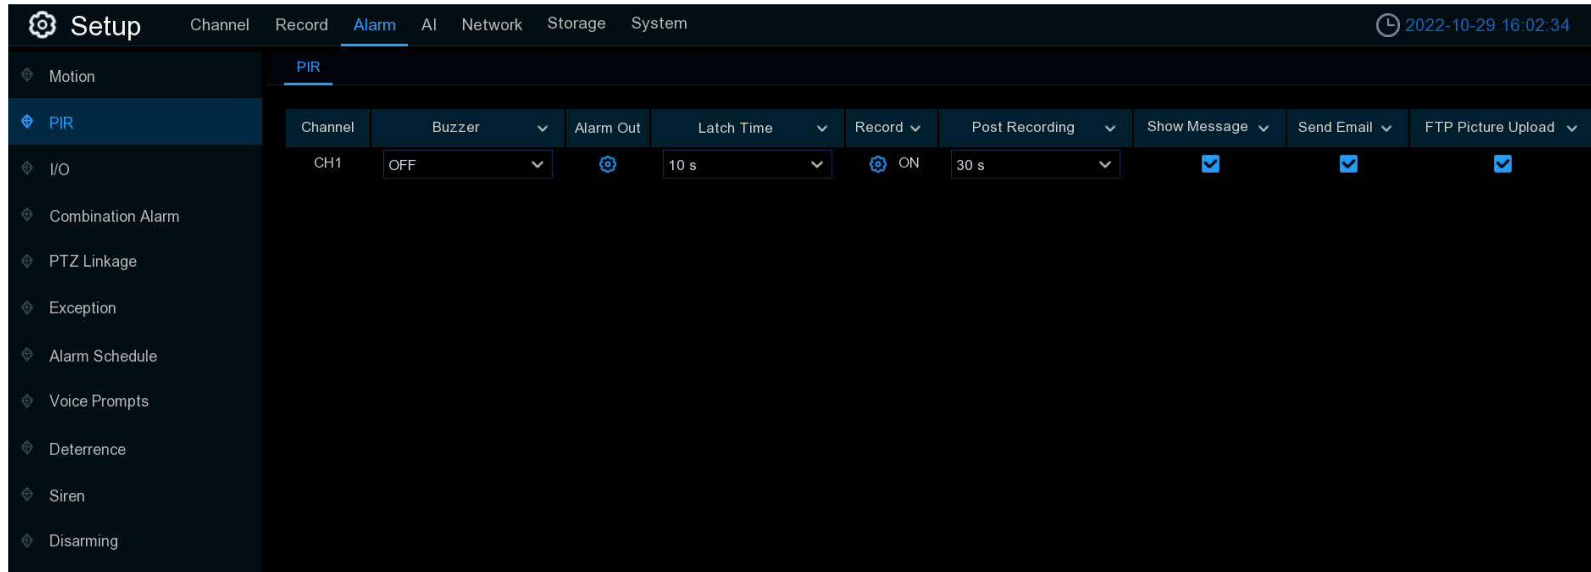 Setup Channel Record Alarm AI Network Storage System 2022-10-29 16:02:34
Motion
PIR
PIR
Channel Buzzer Alarm Out Latch Time Record Post Recording Show Message Send Email FTP Picture Upload
CH1 OFF 10 s ON 30 s
I/O
Combination Alarm
PTZ Linkage
Exception
Alarm Schedule
Voice Prompts
Deterrence
Siren
Disarming